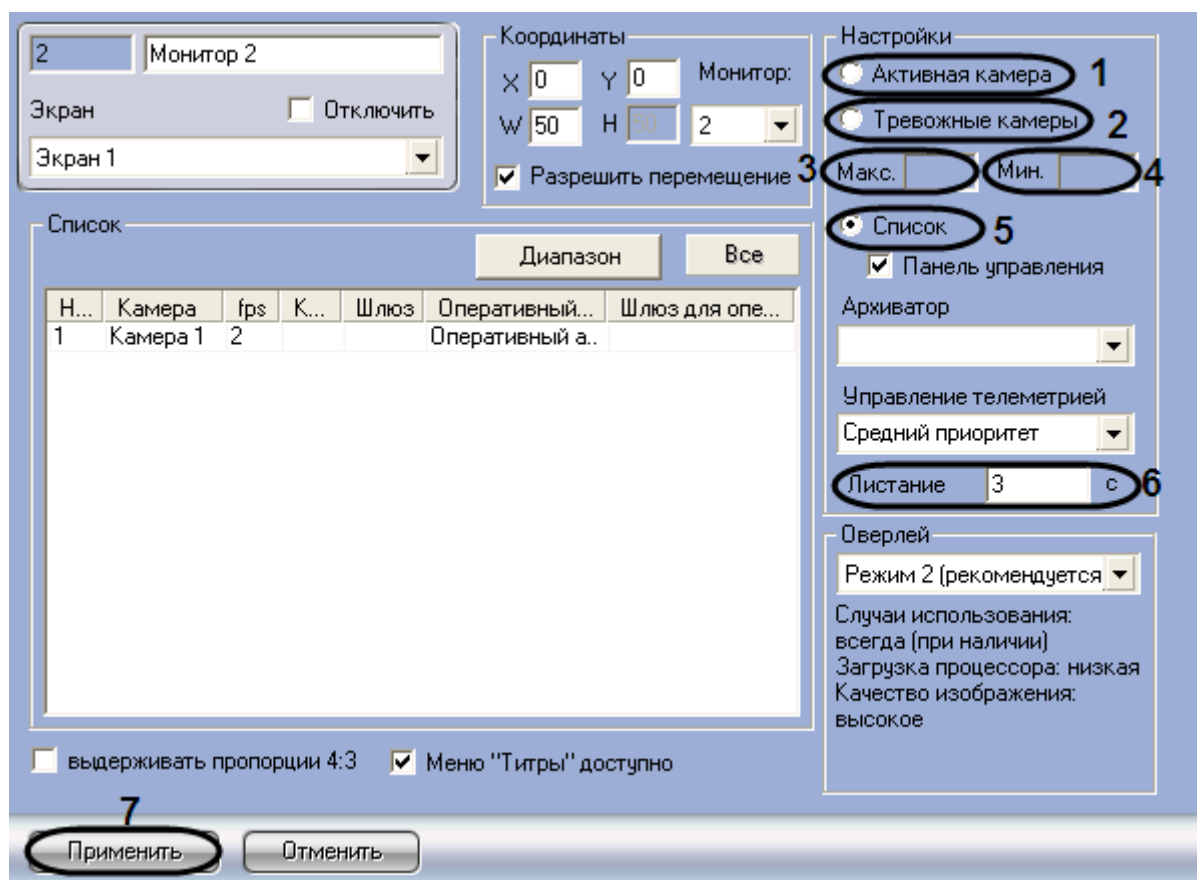 2 Монитор 2
Экран Отключить
Экран 1
Координаты
X 0 Y 0 Монитор:
W 50 H 50 2
Разрешить перемещение
Настройки
Активная камера 1
Тревожные камеры 2
3 Макс. Мин. 4
Список 5
Панель управления
Архиватор
Управление телеметрией
Средний приоритет
Листание 3 с 6
Список
Диапазон Все
Н... Камера fps К... Шлюз Оперативный... Шлюз для опе...
1 Камера 1 2 Оперативный а..
Оверлей
Режим 2 (рекомендуется
Случаи использования:
всегда (при наличии)
Загрузка процессора: низкая
Качество изображения:
высокое
выдерживать пропорции 4:3 Меню "Титры" доступно
7
Применить Отменить